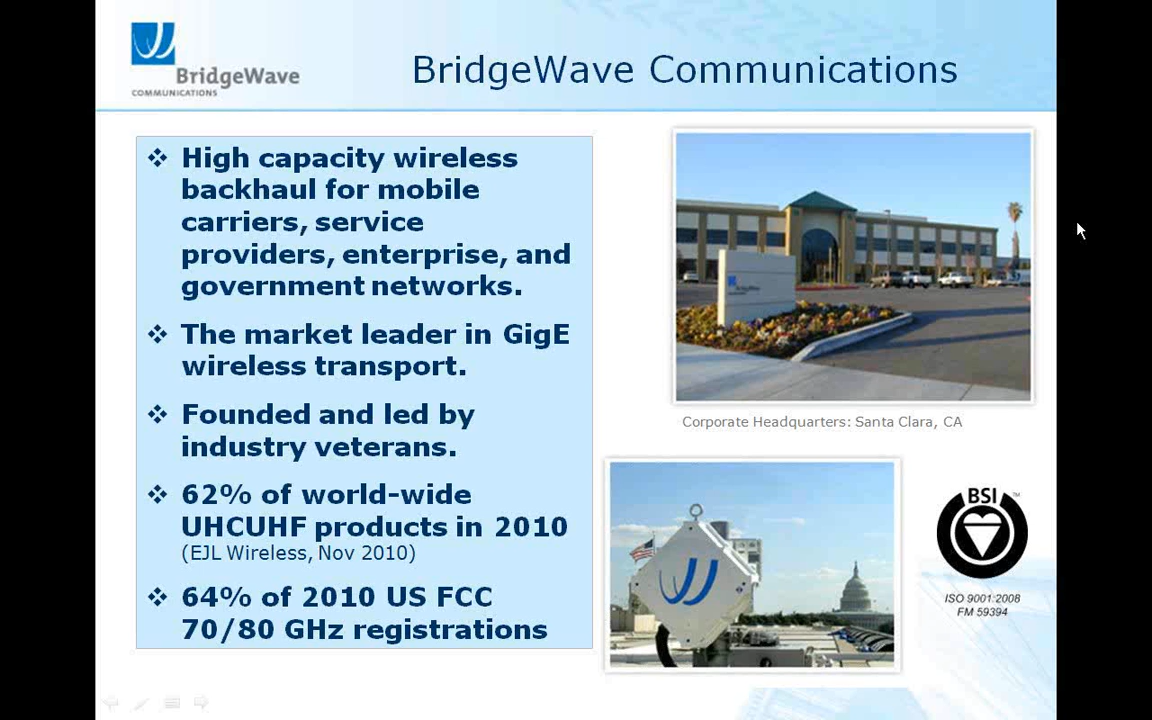 BridgeWave
COMMUNICATIONS
BridgeWave Communications
High capacity wireless
backhaul for mobile
carriers, service
providers, enterprise, and
government networks.
The market leader in GigE
wireless transport.
Founded and led by
industry veterans.
62% of world-wide
UHCUHF products in 2010
(EJL Wireless, Nov 2010)
64% of 2010 US FCC
70/80 GHz registrations
Corporate Headquarters: Santa Clara, CA
BSI™
ISO 9001:2008
FM 59394